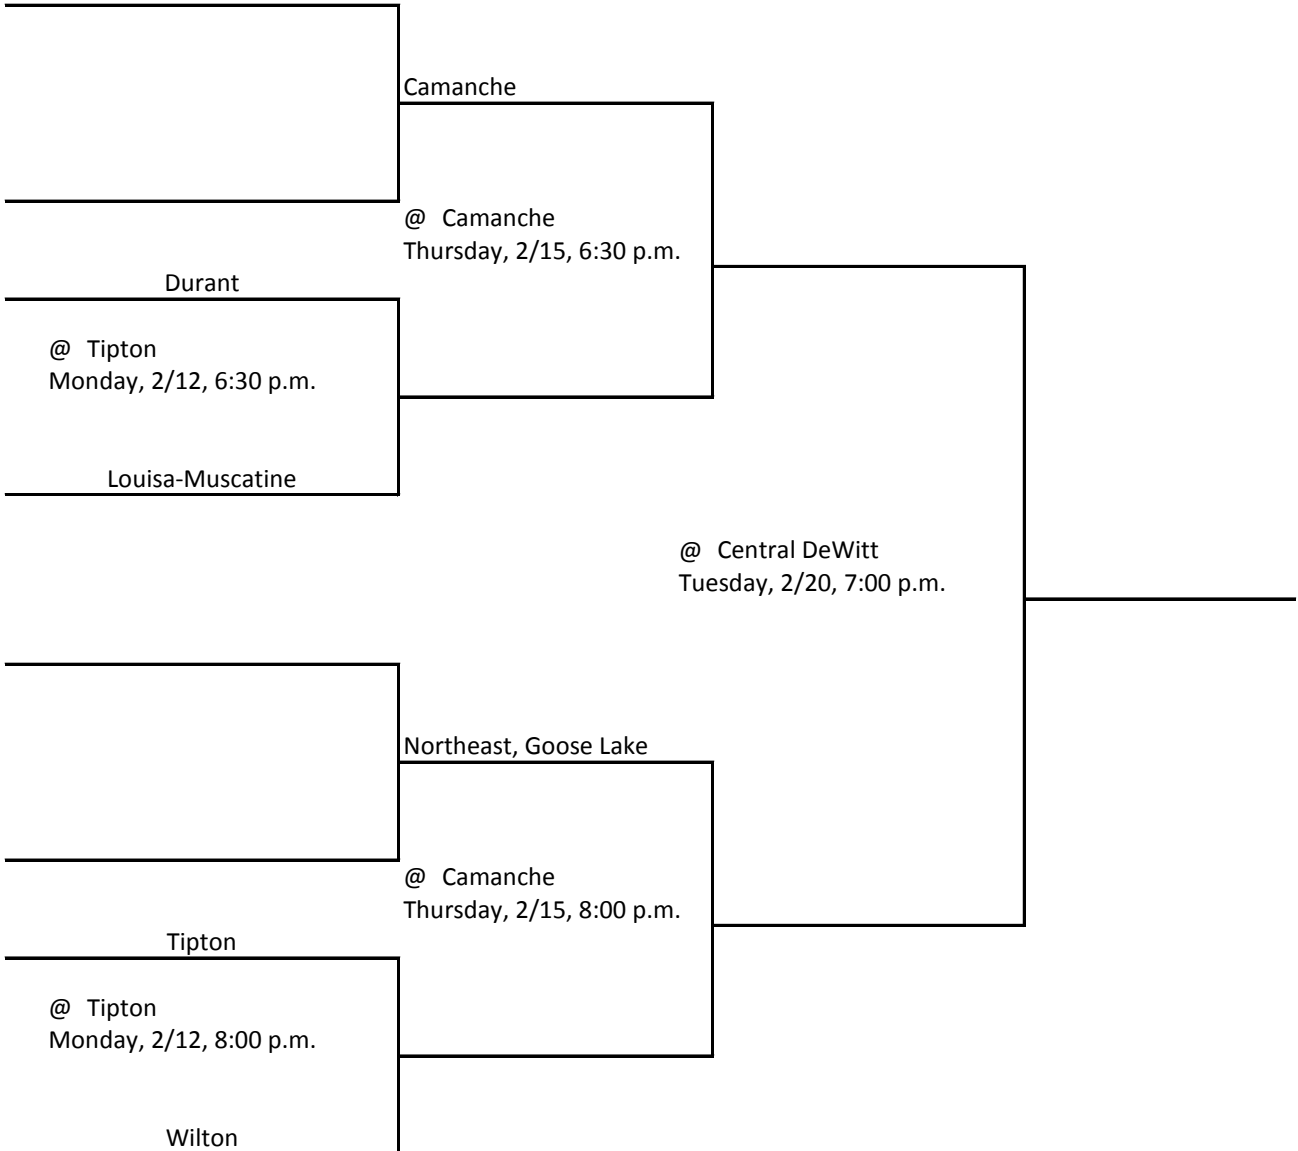 Camanche
@ Camanche
Thursday, 2/15, 6:30 p.m.
Durant
@ Tipton
Monday, 2/12, 6:30 p.m.
Louisa-Muscatine
@ Central DeWitt
Tuesday, 2/20, 7:00 p.m.
Northeast, Goose Lake
@ Camanche
Thursday, 2/15, 8:00 p.m.
Tipton
@ Tipton
Monday, 2/12, 8:00 p.m.
Wilton